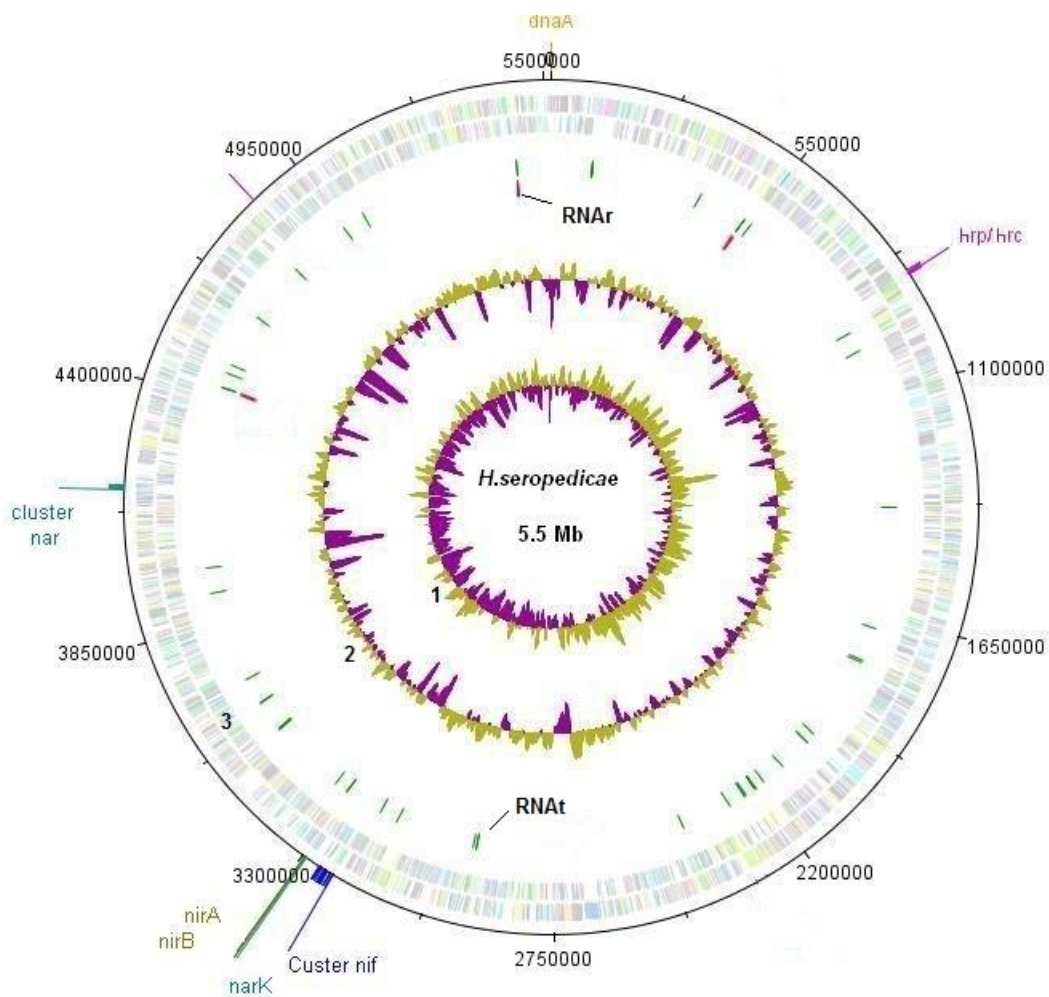 dnaA
5500000
0
4950000
550000
RNAr
hrp/hrc
4400000
1100000
H.seropedicae
cluster
nar
5.5 Mb
1
3850000
2
1650000
3
RNAt
3300000
2200000
nirA
nirB
Custer nif
2750000
narK